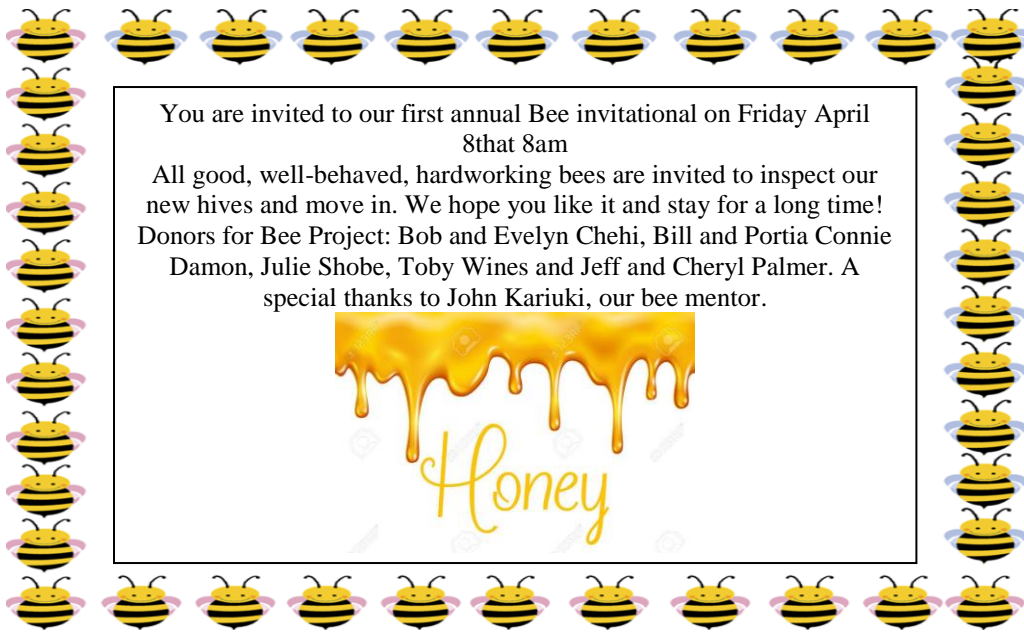 You are invited to our first annual Bee invitational on Friday April
8that 8am
All good, well-behaved, hardworking bees are invited to inspect our
new hives and move in. We hope you like it and stay for a long time!
Donors for Bee Project: Bob and Evelyn Chehi, Bill and Portia Connie
Damon, Julie Shobe, Toby Wines and Jeff and Cheryl Palmer. A
special thanks to John Kariuki, our bee mentor.
Honey